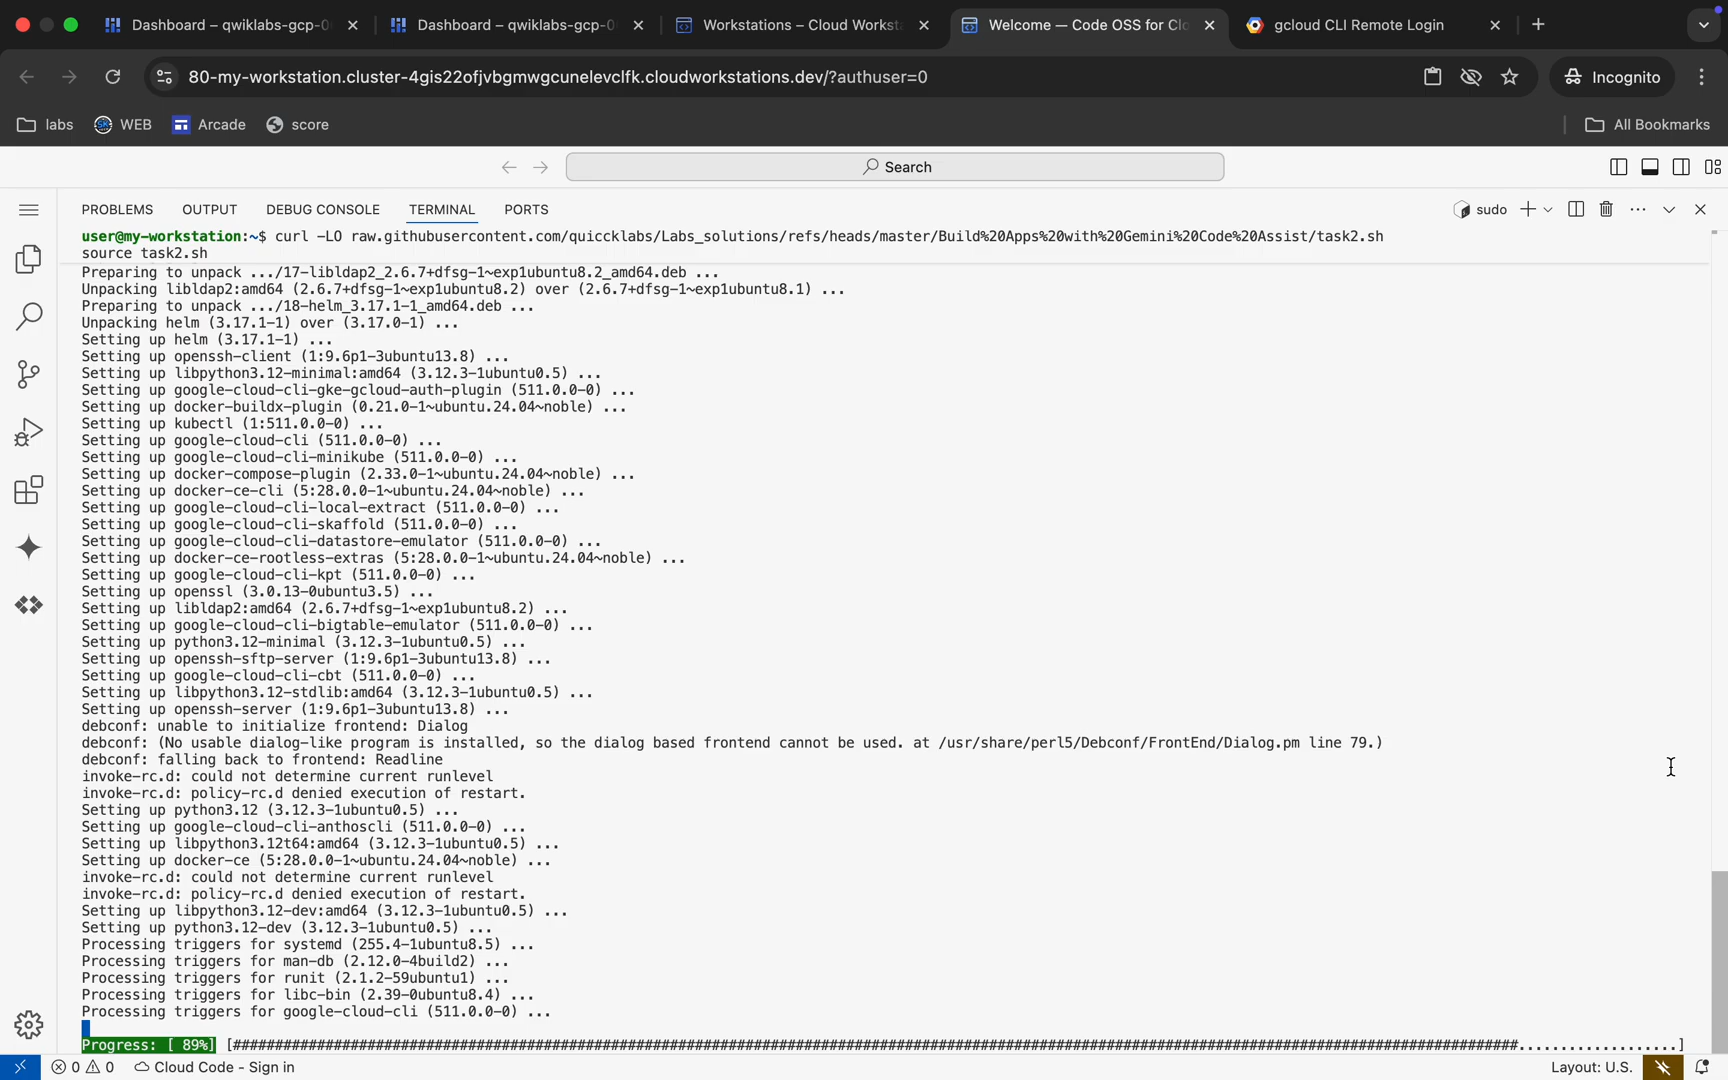 Dashboard – qwiklabs-gcp-0
Dashboard – qwiklabs-gcp-0
Workstations – Cloud Workst
Welcome — Code OSS for Clo
gcloud CLI Remote Login
80-my-workstation.cluster-4gis22ofjvbgmwgcunelevclfk.cloudworkstations.dev/?authuser=0
Incognito
labs
WEB
Arcade
score
All Bookmarks
Search
PROBLEMS
OUTPUT
DEBUG CONSOLE
TERMINAL
PORTS
sudo
user@my-workstation:~$ curl -LO raw.githubusercontent.com/quiccklabs/Labs_solutions/refs/heads/master/Build%20Apps%20with%20Gemini%20Code%20Assist/task2.sh
source task2.sh
Preparing to unpack .../17-libldap2_2.6.7+dfsg-1~exp1ubuntu8.2_amd64.deb ...
Unpacking libldap2:amd64 (2.6.7+dfsg-1~exp1ubuntu8.2) over (2.6.7+dfsg-1~exp1ubuntu8.1) ...
Preparing to unpack .../18-helm_3.17.1-1_amd64.deb ...
Unpacking helm (3.17.1-1) over (3.17.0-1) ...
Setting up helm (3.17.1-1) ...
Setting up openssh-client (1:9.6p1-3ubuntu13.8) ...
Setting up libpython3.12-minimal:amd64 (3.12.3-1ubuntu0.5) ...
Setting up google-cloud-cli-gke-gcloud-auth-plugin (511.0.0-0) ...
Setting up docker-buildx-plugin (0.21.0-1~ubuntu.24.04~noble) ...
Setting up kubectl (1:511.0.0-0) ...
Setting up google-cloud-cli (511.0.0-0) ...
Setting up google-cloud-cli-minikube (511.0.0-0) ...
Setting up docker-compose-plugin (2.33.0-1~ubuntu.24.04~noble) ...
Setting up docker-ce-cli (5:28.0.0-1~ubuntu.24.04~noble) ...
Setting up google-cloud-cli-local-extract (511.0.0-0) ...
Setting up google-cloud-cli-skaffold (511.0.0-0) ...
Setting up google-cloud-cli-datastore-emulator (511.0.0-0) ...
Setting up docker-ce-rootless-extras (5:28.0.0-1~ubuntu.24.04~noble) ...
Setting up google-cloud-cli-kpt (511.0.0-0) ...
Setting up openssl (3.0.13-0ubuntu3.5) ...
Setting up libldap2:amd64 (2.6.7+dfsg-1~exp1ubuntu8.2) ...
Setting up google-cloud-cli-bigtable-emulator (511.0.0-0) ...
Setting up python3.12-minimal (3.12.3-1ubuntu0.5) ...
Setting up openssh-sftp-server (1:9.6p1-3ubuntu13.8) ...
Setting up google-cloud-cli-cbt (511.0.0-0) ...
Setting up libpython3.12-stdlib:amd64 (3.12.3-1ubuntu0.5) ...
Setting up openssh-server (1:9.6p1-3ubuntu13.8) ...
debconf: unable to initialize frontend: Dialog
debconf: (No usable dialog-like program is installed, so the dialog based frontend cannot be used. at /usr/share/perl5/Debconf/FrontEnd/Dialog.pm line 79.)
debconf: falling back to frontend: Readline
invoke-rc.d: could not determine current runlevel
invoke-rc.d: policy-rc.d denied execution of restart.
Setting up python3.12 (3.12.3-1ubuntu0.5) ...
Setting up google-cloud-cli-anthoscli (511.0.0-0) ...
Setting up libpython3.12t64:amd64 (3.12.3-1ubuntu0.5) ...
Setting up docker-ce (5:28.0.0-1~ubuntu.24.04~noble) ...
invoke-rc.d: could not determine current runlevel
invoke-rc.d: policy-rc.d denied execution of restart.
Setting up libpython3.12-dev:amd64 (3.12.3-1ubuntu0.5) ...
Setting up python3.12-dev (3.12.3-1ubuntu0.5) ...
Processing triggers for systemd (255.4-1ubuntu8.5) ...
Processing triggers for man-db (2.12.0-4build2) ...
Processing triggers for runit (2.1.2-59ubuntu1) ...
Processing triggers for libc-bin (2.39-0ubuntu8.4) ...
Processing triggers for google-cloud-cli (511.0.0-0) ...
Progress: [ 89%] [#########################################################################################################################################################...................]
0 0 Cloud Code - Sign in
Layout: U.S.